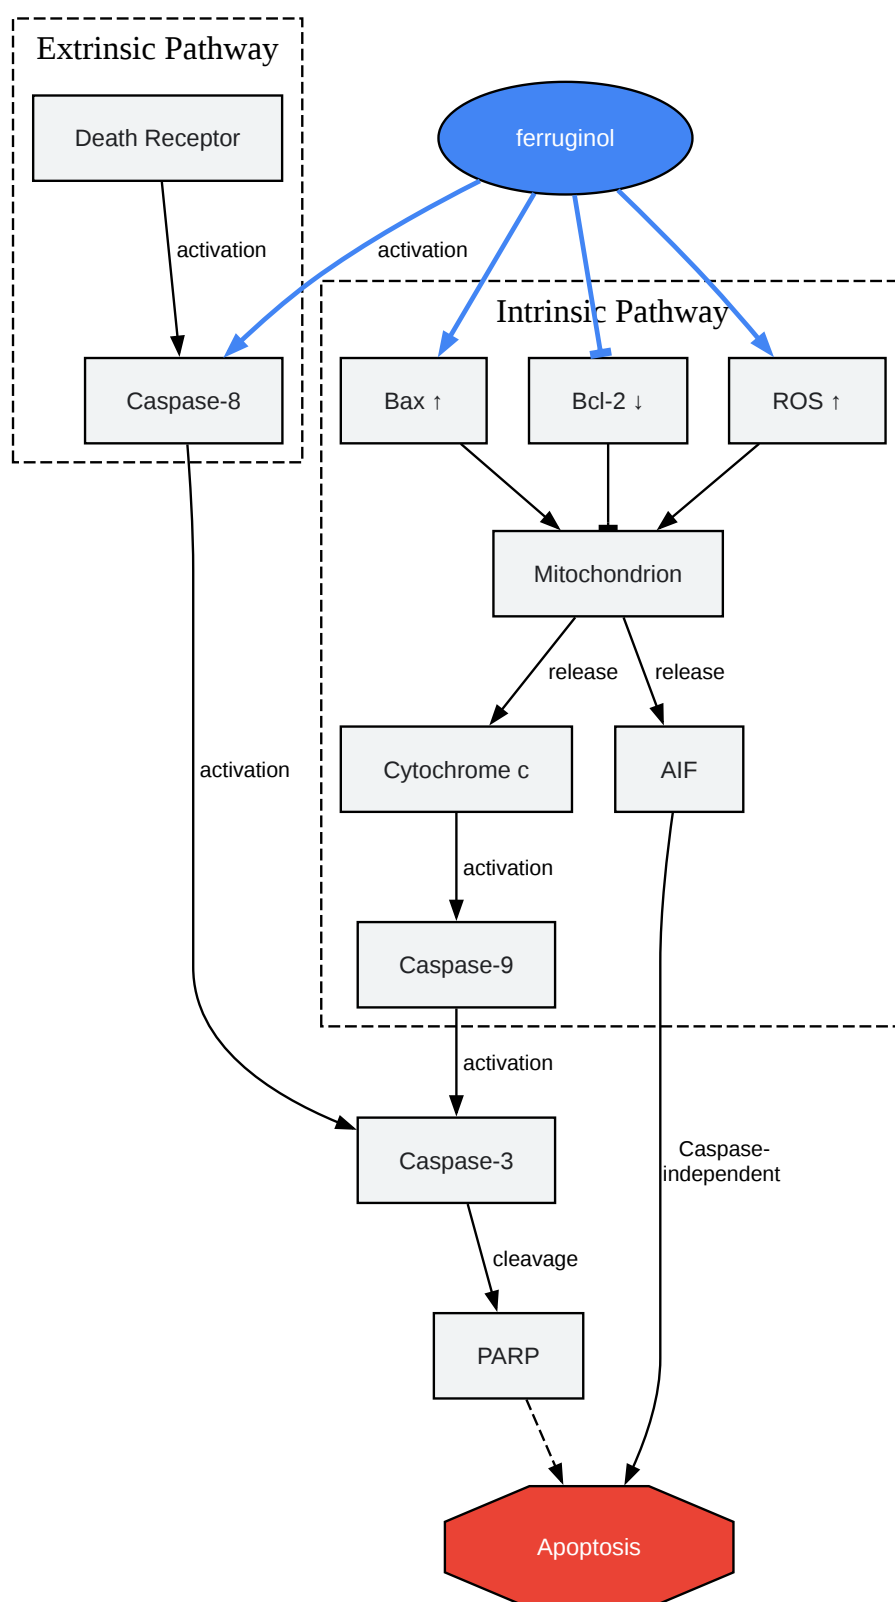 Extrinsic Pathway
Death Receptor
ferruginol
activation
activation
Intrinsic Pathway
Caspase-8
Bax ↑
Bcl-2 ↓
ROS ↑
Mitochondrion
release
release
Cytochrome c
AIF
activation
activation
Caspase-9
activation
Caspase-3
Caspase-
independent
cleavage
PARP
Apoptosis